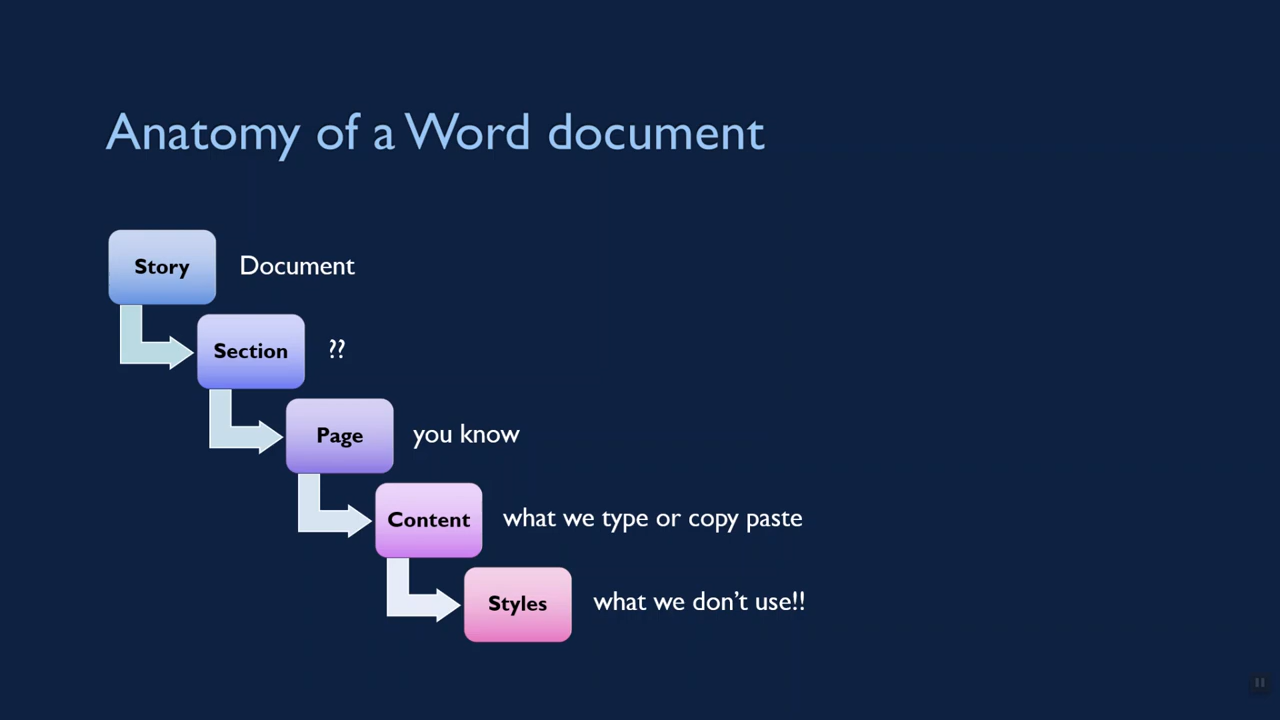 Anatomy of a Word document
Story Document
Section ??
Page you know
Content what we type or copy paste
Styles what we don’t use!!